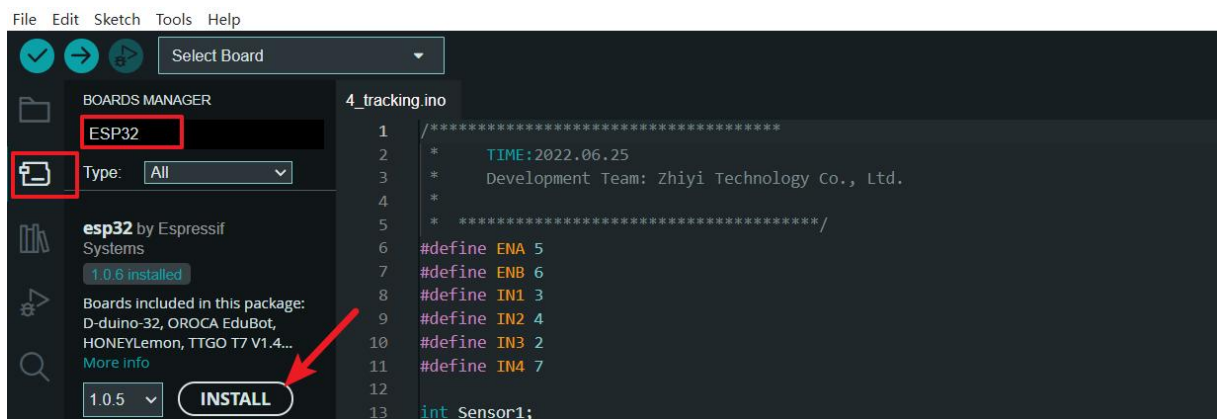 File Edit Sketch Tools Help
Select Board
BOARDS MANAGER
ESP32
Type: All
esp32 by Espressif
Systems
1.0.6 installed
Boards included in this package:
D-duino-32, OROCA EduBot,
HONEYLemon, TTGO T7 V1.4...
More info
1.0.5 INSTALL
4_tracking.ino
1 /*************************************
2 * TIME:2022.06.25
3 * Development Team: Zhiyi Technology Co., Ltd.
4 *
5 * **************************************/
6 #define ENA 5
7 #define ENB 6
8 #define IN1 3
9 #define IN2 4
10 #define IN3 2
11 #define IN4 7
12
13 int Sensor1;